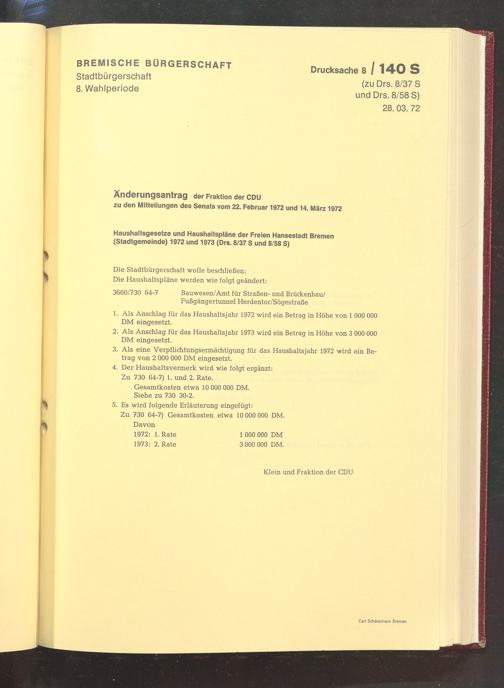 BREMISCHE BÜRGERSCHAFT
Stadtbürgerschaft
8. Wahlperiode
Drucksache 8 / 140 S
(zu Drs. 8/37 S
und Drs. 8/58 S)
28. 03. 72
Änderungsantrag der Fraktion der CDU
zu den Mitteilungen des Senats vom 22. Februar 1972 und 14. März 1972
Haushaltsgesetze und Haushaltspläne der Freien Hansestadt Bremen
(Stadtgemeinde) 1972 und 1973 (Drs. 8/37 S und 8/58 S)
Die Stadtbürgerschaft wolle beschließen:
Die Haushaltspläne werden wie folgt geändert:
3660/730 64-7 Bauwesen/Amt für Straßen- und Brückenbau/
Fußgängertunnel Herdentor/Sögestraße
1. Als Anschlag für das Haushaltsjahr 1972 wird ein Betrag in Höhe von 1 000 000
DM eingesetzt.
2. Als Anschlag für das Haushaltsjahr 1973 wird ein Betrag in Höhe von 3 000 000
DM eingesetzt.
3. Als eine Verpflichtungsermächtigung für das Haushaltsjahr 1972 wird ein Be-
trag von 2 000 000 DM eingesetzt.
4. Der Haushaltsvermerk wird wie folgt ergänzt:
Zu 730 64-7) 1. und 2. Rate.
Gesamtkosten etwa 10 000 000 DM.
Siehe zu 730 30-2.
5. Es wird folgende Erläuterung eingefügt:
Zu 730 64-7) Gesamtkosten etwa 10 000 000 DM.
Davon
1972: 1. Rate 1 000 000 DM
1973: 2. Rate 3 000 000 DM.
Klein und Fraktion der CDU
Carl Schünemann Bremen